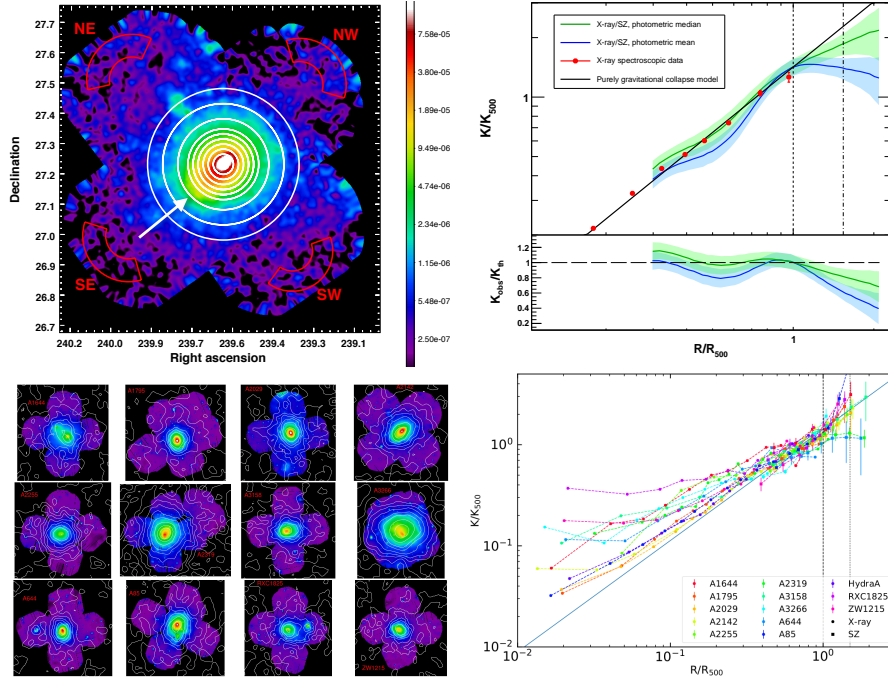 27.7
27.6
27.5
27.4
27.3
27.2
27.1
27.0
26.9
26.8
26.7
Declination
NE
NW
SE
SW
240.2
240.0
239.9
239.8
239.7
239.6
239.5
239.3
239.2
239.1
Right ascension
7.58e-05
3.80e-05
1.89e-05
9.49e-06
4.74e-06
2.34e-06
1.15e-06
5.48e-07
2.50e-07
X-ray/SZ, photometric median
X-ray/SZ, photometric mean
X-ray spectroscopic data
Purely gravitational collapse model
K/K500
1
Kobs/Kth
1.2
1.0
0.8
0.6
0.4
0.2
1
R/R500
A1644
A2029
A2255
A3158
A3266
A644
A85
RXC1825
ZW1215
K/K500
10^0
10^-1
10^-2
A1644
A1795
A2029
A2142
A2255
A2319
A3158
A3266
A644
A85
HydraA
RXC1825
ZW1215
X-ray
SZ
10^-2
10^-1
10^0
R/R500